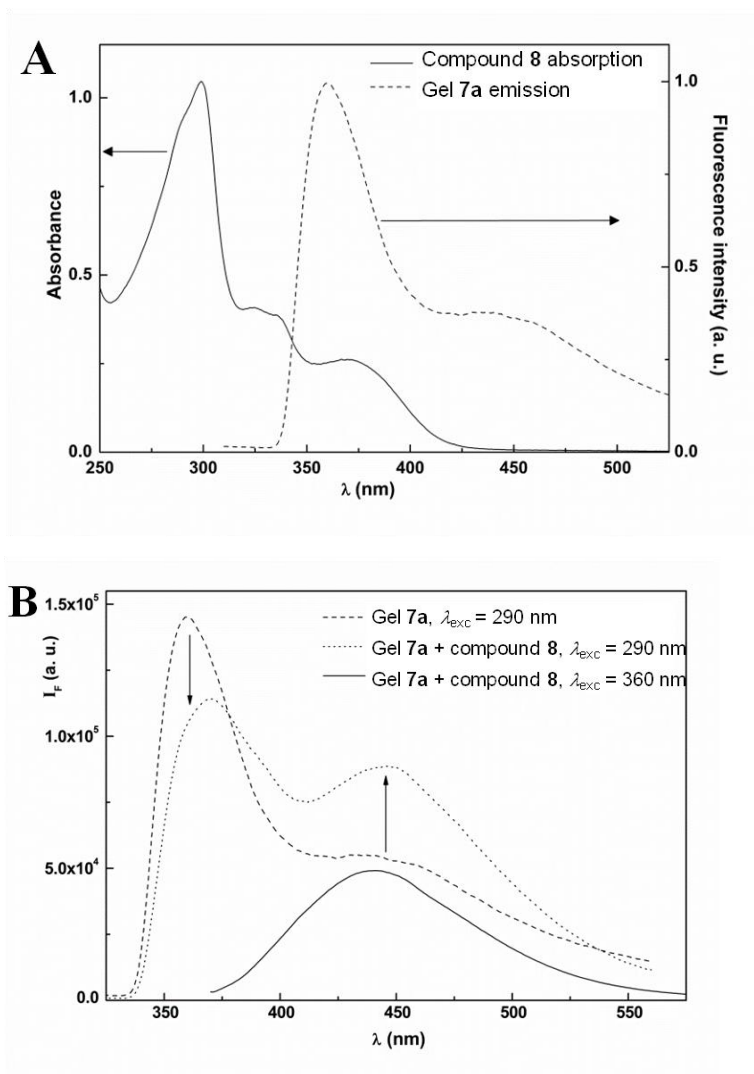 A
Compound 8 absorption
Gel 7a emission
1.0
0.5
0.0
Absorbance
1.0
0.5
0.0
Fluorescence intensity (a. u.)
250 300 350 400 450 500
λ (nm)
B
Gel 7a, λexc = 290 nm
Gel 7a + compound 8, λexc = 290 nm
Gel 7a + compound 8, λexc = 360 nm
1.5x10⁵
1.0x10⁵
5.0x10⁴
0.0
I_F (a. u.)
350 400 450 500 550
λ (nm)